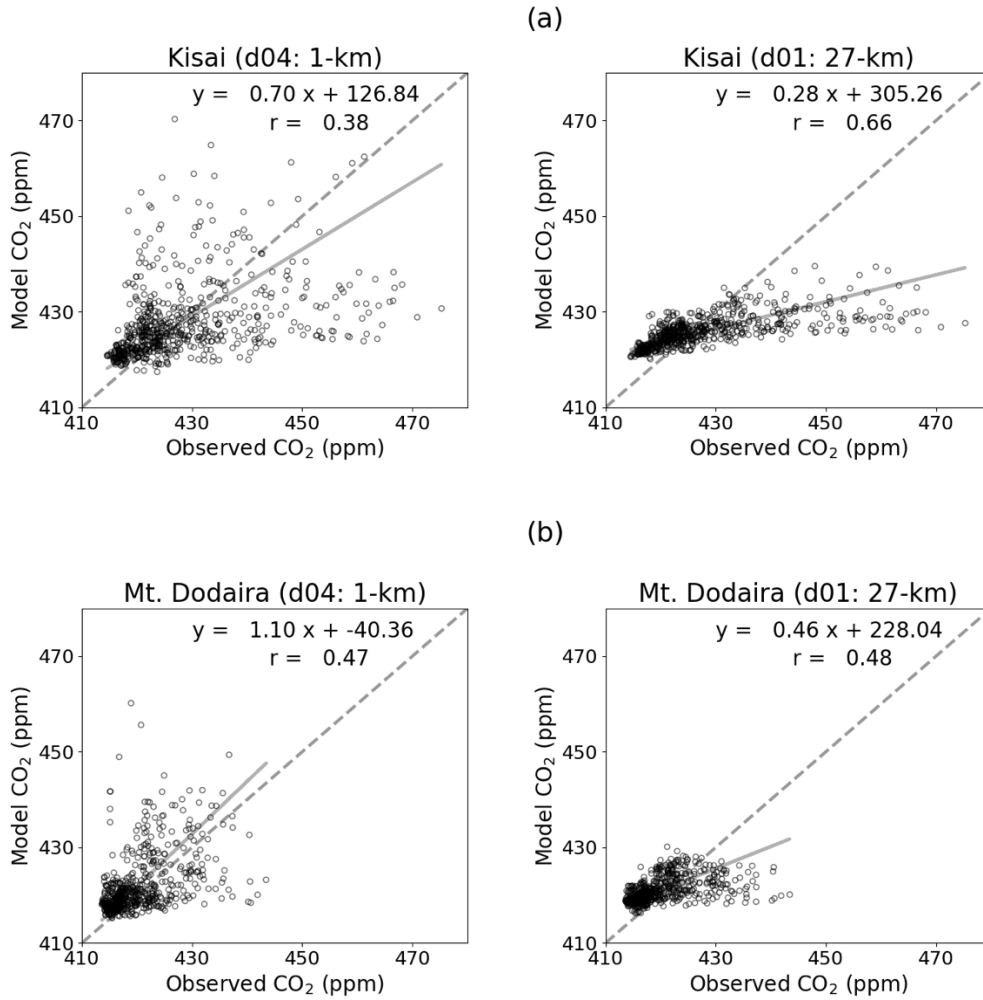 (a)
Kisai (d04: 1-km)
y = 0.70 x + 126.84
r = 0.38
Model CO₂ (ppm)
470
450
430
410
410 430 450 470
Observed CO₂ (ppm)
Kisai (d01: 27-km)
y = 0.28 x + 305.26
r = 0.66
Model CO₂ (ppm)
470
450
430
410
410 430 450 470
Observed CO₂ (ppm)
(b)
Mt. Dodaira (d04: 1-km)
y = 1.10 x + -40.36
r = 0.47
Model CO₂ (ppm)
470
450
430
410
410 430 450 470
Observed CO₂ (ppm)
Mt. Dodaira (d01: 27-km)
y = 0.46 x + 228.04
r = 0.48
Model CO₂ (ppm)
470
450
430
410
410 430 450 470
Observed CO₂ (ppm)